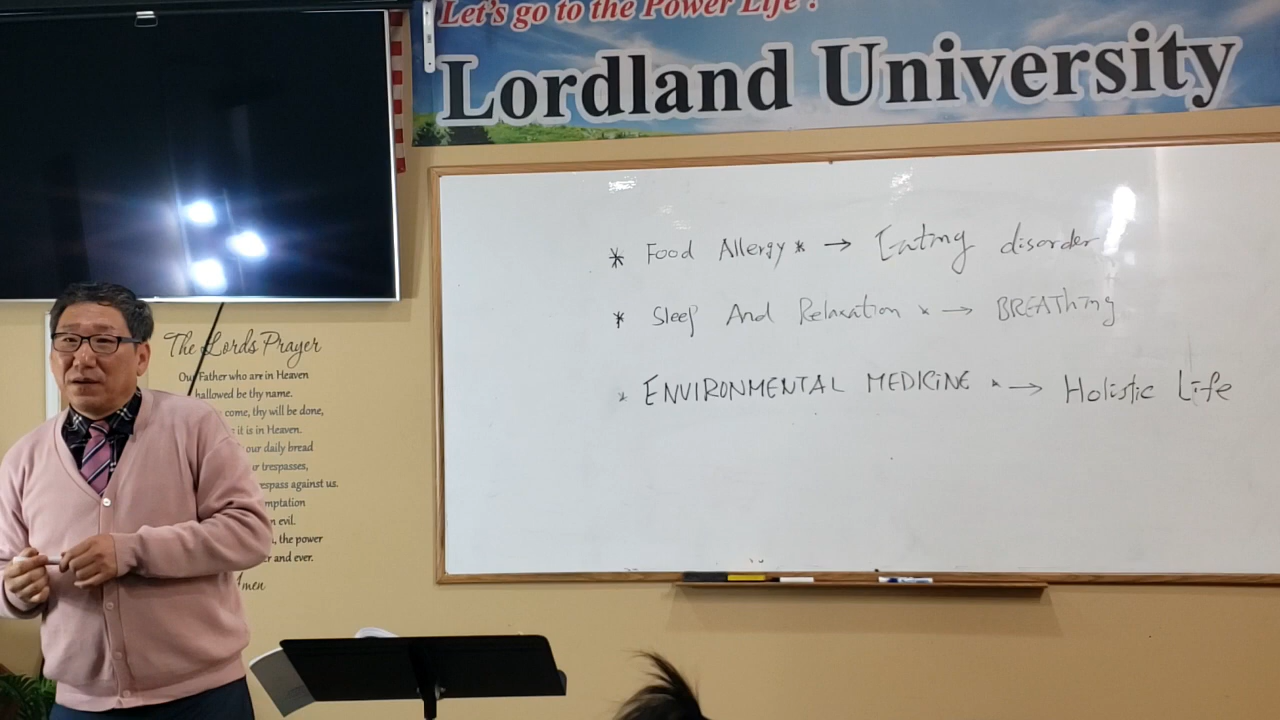 Let's go to the Power Life !
Lordland University
* Food Allergy * → Eating disorder
* Sleep And Relaxation * → BREAThing
* ENVIRONMENTAL MEDICINE * → Holistic Life
The Lords Prayer
Our Father who are in Heaven
hallowed be thy name.
come, thy will be done,
it is in Heaven.
our daily bread
trespasses,
against us.
evil.
the power
and ever.
Amen